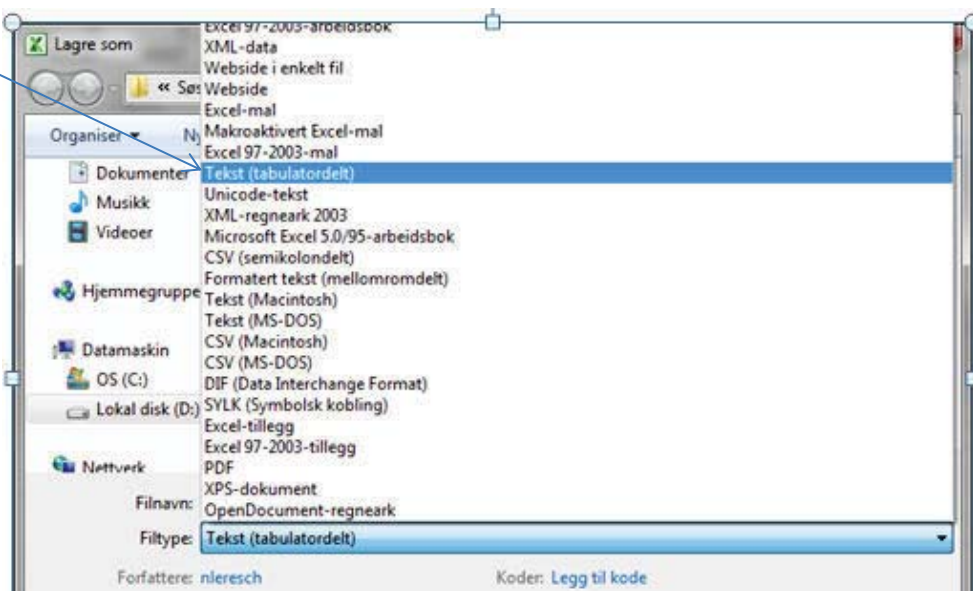 Excel 97-2003-arbeidsbok
Lagre som
XML-data
Webside i enkelt fil
« Søs
Webside
Excel-mal
Organiser
Ny
Makroaktivert Excel-mal
Excel 97-2003-mal
Dokumenter
Tekst (tabulatordelt)
Unicode-tekst
Musikk
XML-regneark 2003
Videoer
Microsoft Excel 5.0/95-arbeidsbok
CSV (semikolondelt)
Formatert tekst (mellomromdelt)
Hjemmegruppe
Tekst (Macintosh)
Tekst (MS-DOS)
CSV (Macintosh)
Datamaskin
CSV (MS-DOS)
OS (C:)
DIF (Data Interchange Format)
Lokal disk (D:)
SYLK (Symbolsk kobling)
Excel-tillegg
Excel 97-2003-tillegg
Nettverk
PDF
XPS-dokument
Filnavn:
OpenDocument-regneark
Filtype: Tekst (tabulatordelt)
Forfattere: nleresch
Koder: Legg til kode